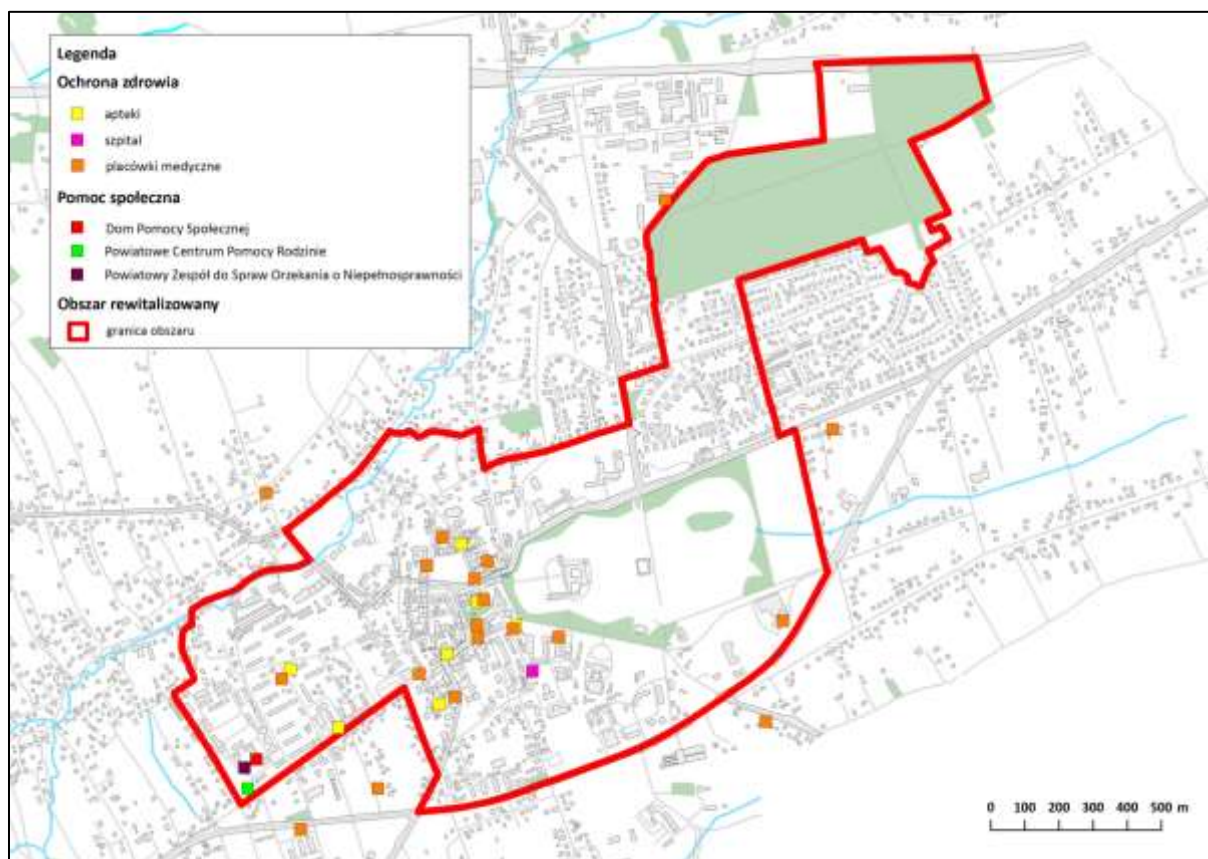 Legenda
Ochrona zdrowia
apteki
szpital
placówki medyczne
Pomoc społeczna
Dom Pomocy Społecznej
Powiatowe Centrum Pomocy Rodzinie
Powiatowy Zespół do Spraw Orzekania o Niepełnosprawności
Obszar rewitalizowany
granica obszaru
0 100 200 300 400 500 m